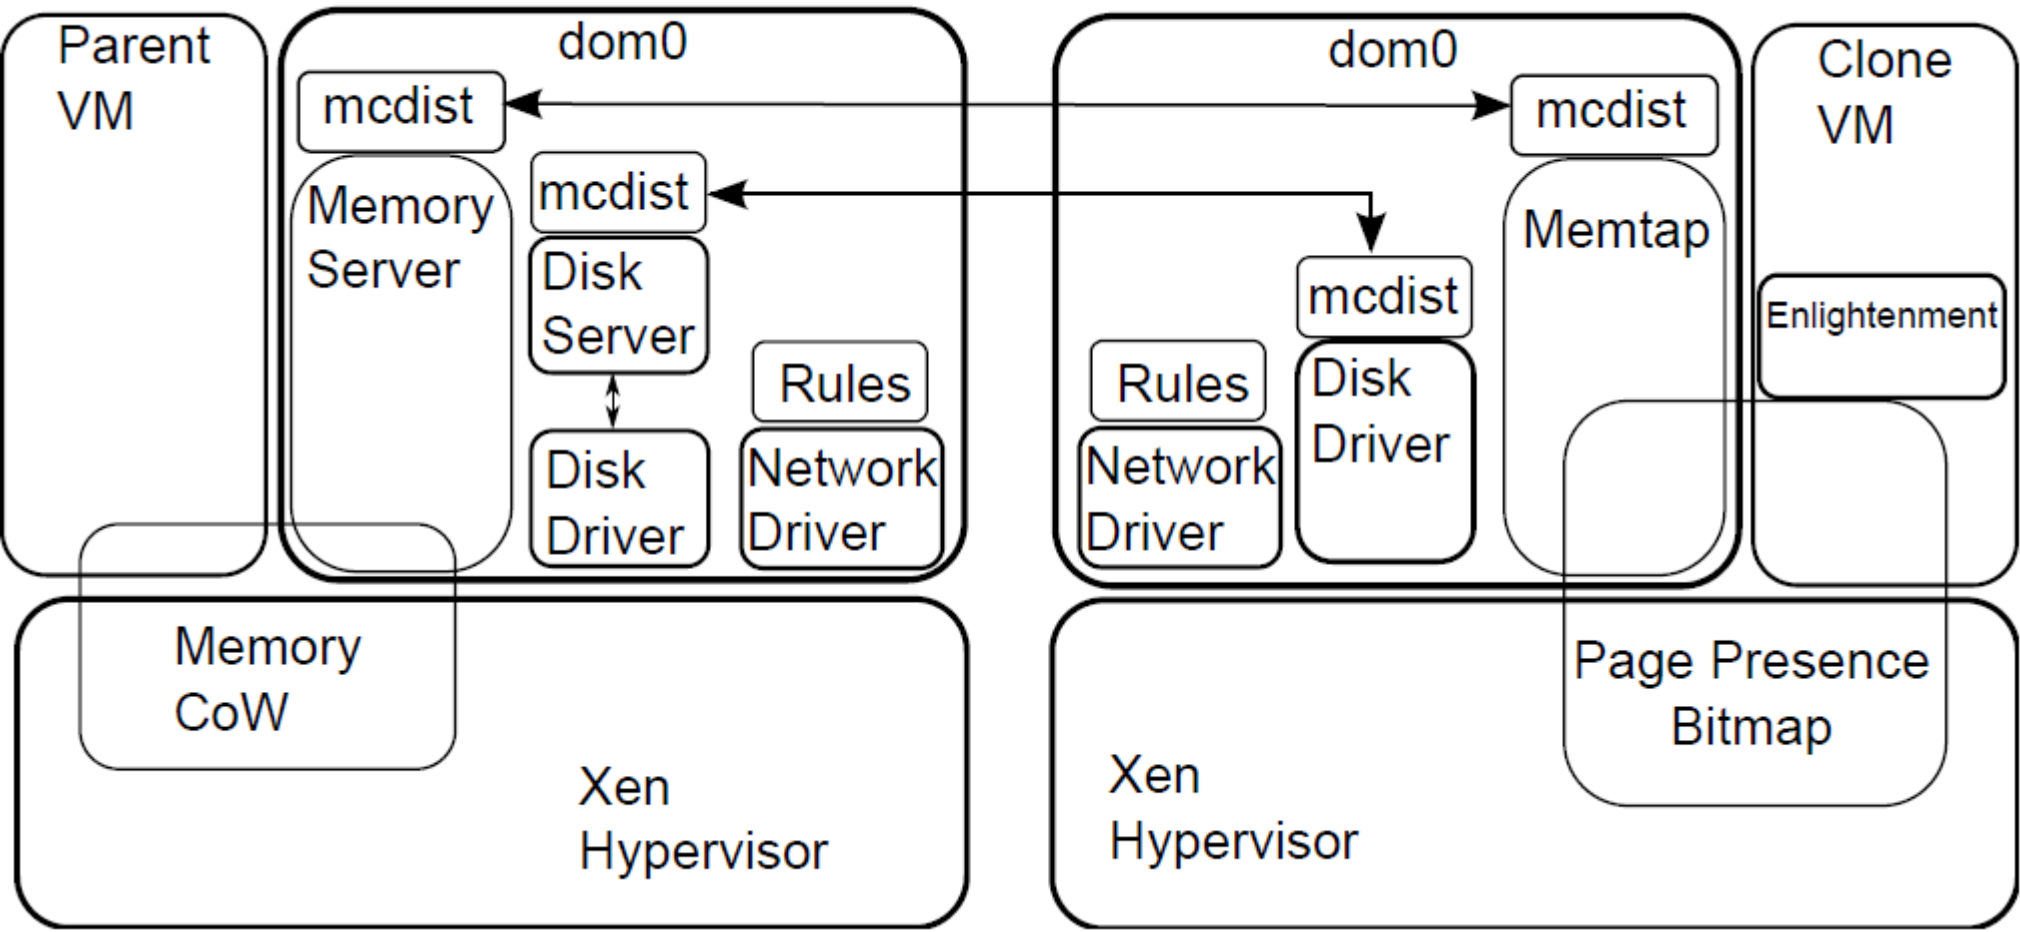 Parent
VM
dom0
mcdist
mcdist
Memory
Server
Disk
Server
Rules
Disk
Driver
Network
Driver
Memory
CoW
Xen
Hypervisor
dom0
mcdist
Memtap
mcdist
Rules
Disk
Driver
Network
Driver
Clone
VM
Enlightenment
Page Presence
Bitmap
Xen
Hypervisor